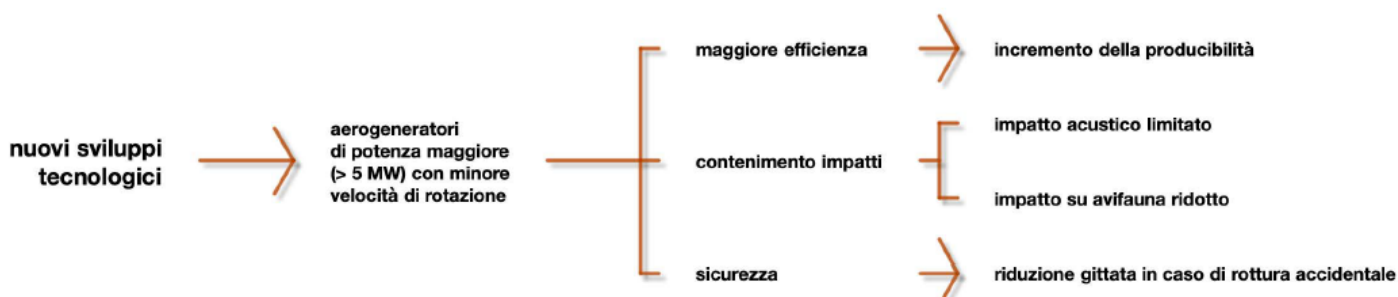 nuovi sviluppi
tecnologici
aerogeneratori
di potenza maggiore
(> 5 MW) con minore
velocità di rotazione
maggiore efficienza
incremento della producibilità
contenimento impatti
impatto acustico limitato
impatto su avifauna ridotto
sicurezza
riduzione gittata in caso di rottura accidentale